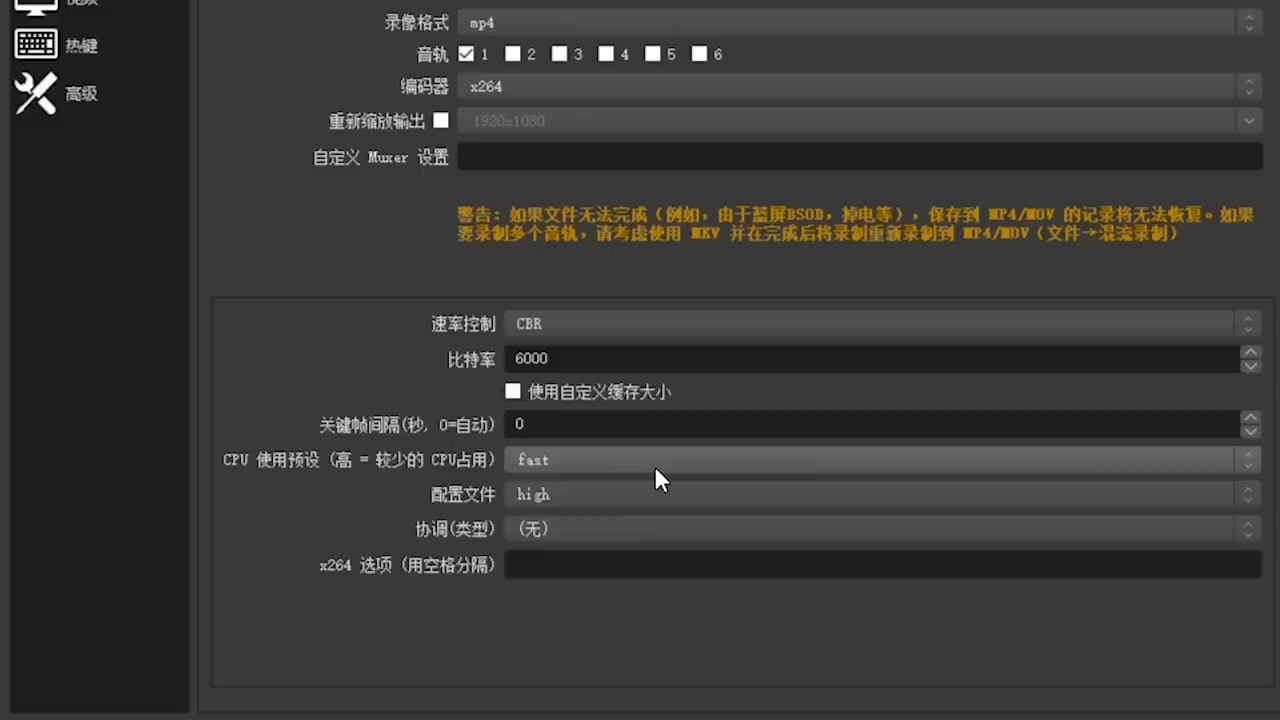 视频
录像格式 mp4
热键
音轨 1 2 3 4 5 6
编码器 x264
高级
重新缩放输出 1920x1080
自定义 Muxer 设置
警告：如果文件无法完成（例如，由于蓝屏BSOD，掉电等），保存到 MP4/MOV 的记录将无法恢复。如果
要录制多个音轨，请考虑使用 MKV 并在完成后将录制重新录制到 MP4/MOV（文件→混流录制）
速率控制 CBR
比特率 6000
使用自定义缓存大小
关键帧间隔(秒, 0=自动) 0
CPU 使用预设 (高 = 较少的 CPU占用) fast
配置文件 high
协调(类型) (无)
x264 选项 (用空格分隔)